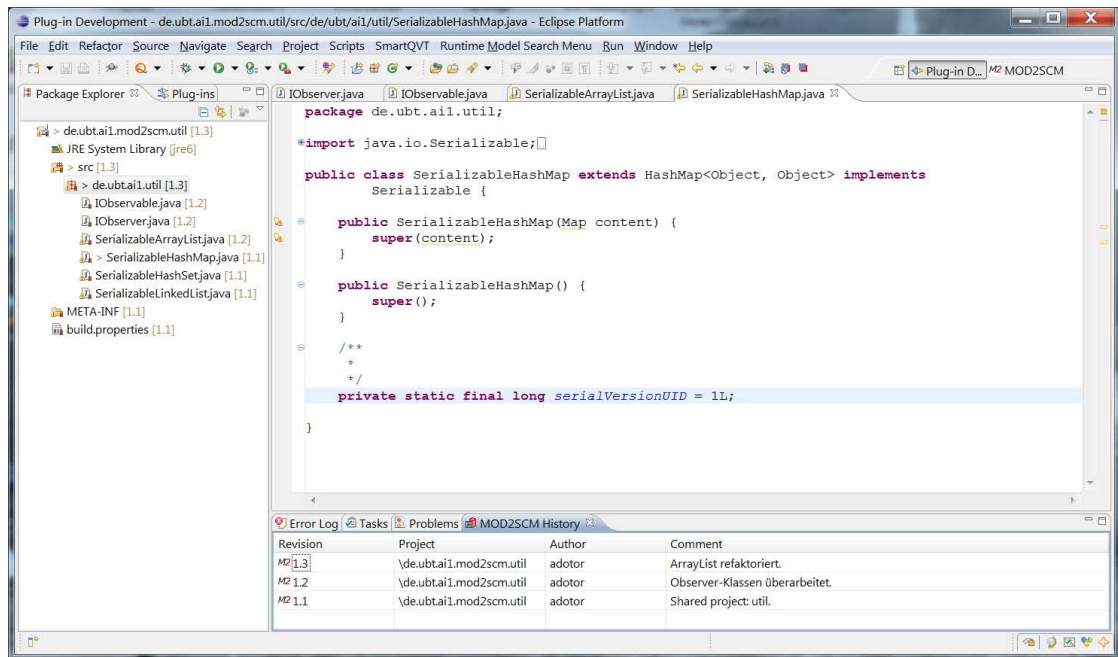 Plug-in Development - de.ubt.ai1.mod2scm.util/src/de/ubt/ai1/util/SerializableHashMap.java - Eclipse Platform
File Edit Refactor Source Navigate Search Project Scripts SmartQVT Runtime Model Search Menu Run Window Help
Plug-in D... M2 MOD2SCM
Package Explorer Plug-ins
IObserver.java IObservable.java SerializableArrayList.java SerializableHashMap.java
> de.ubt.ai1.mod2scm.util [1.3]
JRE System Library [jre6]
> src [1.3]
> de.ubt.ai1.util [1.3]
IObservable.java [1.2]
IObserver.java [1.2]
SerializableArrayList.java [1.2]
> SerializableHashMap.java [1.1]
SerializableHashSet.java [1.1]
SerializableLinkedList.java [1.1]
META-INF [1.1]
build.properties [1.1]
package de.ubt.ai1.util;
import java.io.Serializable;
public class SerializableHashMap extends HashMap<Object, Object> implements
Serializable {
public SerializableHashMap(Map content) {
super(content);
}
public SerializableHashMap() {
super();
}
/**
*
*/
private static final long serialVersionUID = 1L;
}
Error Log Tasks Problems MOD2SCM History
Revision Project Author Comment
M2 1.3 \de.ubt.ai1.mod2scm.util adotor ArrayList refaktoriert.
M2 1.2 \de.ubt.ai1.mod2scm.util adotor Observer-Klassen überarbeitet.
M2 1.1 \de.ubt.ai1.mod2scm.util adotor Shared project: util.